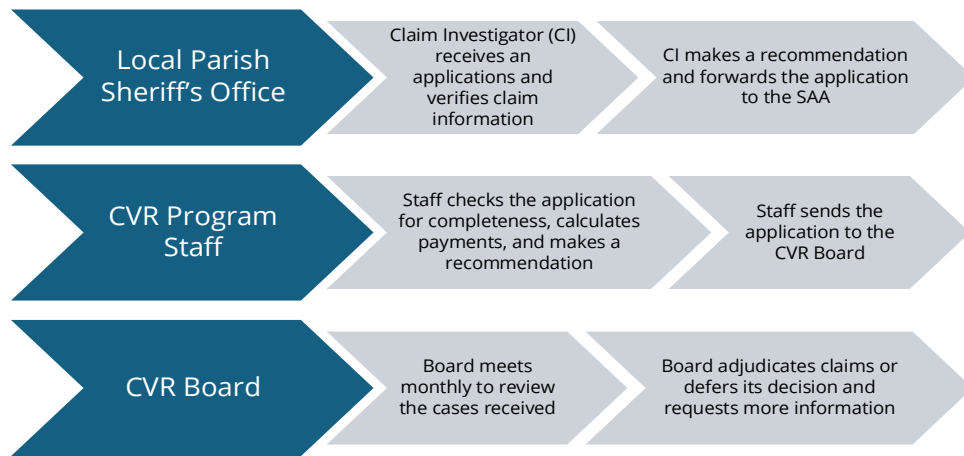 Local Parish
Sheriff's Office
Claim Investigator (CI)
receives an
applications and
verifies claim
information
CI makes a recommendation
and forwards the application
to the SAA
CVR Program
Staff
Staff checks the application
for completeness, calculates
payments, and makes a
recommendation
Staff sends the
application to the
CVR Board
CVR Board
Board meets
monthly to review
the cases received
Board adjudicates claims or
defers its decision and
requests more information